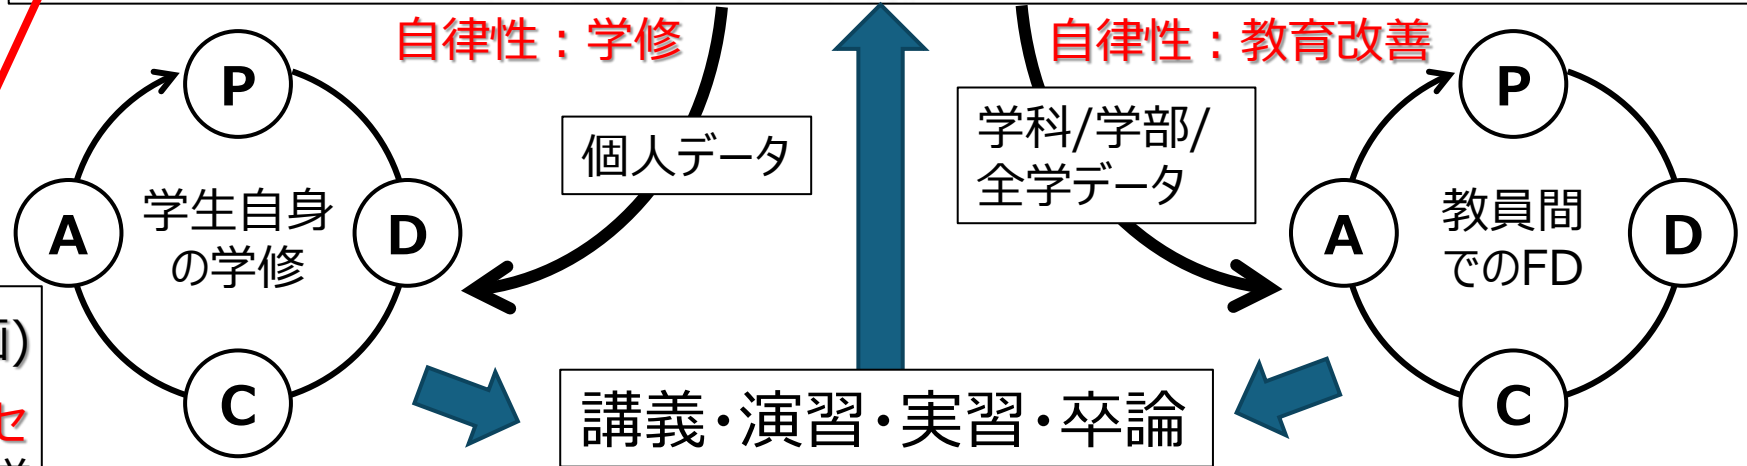 自律性：学修
自律性：教育改善
P
A
D
C
学生自身
の学修
個人データ
学科/学部/
全学データ
P
A
D
C
教員間
でのFD
講義・演習・実習・卒論
セ